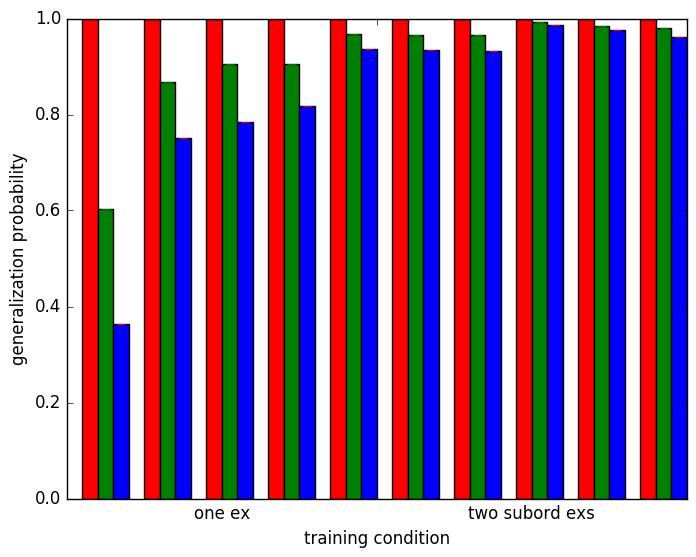 1.0
0.8
0.6
0.4
0.2
0.0
generalization probability
one ex two subord exs
training condition